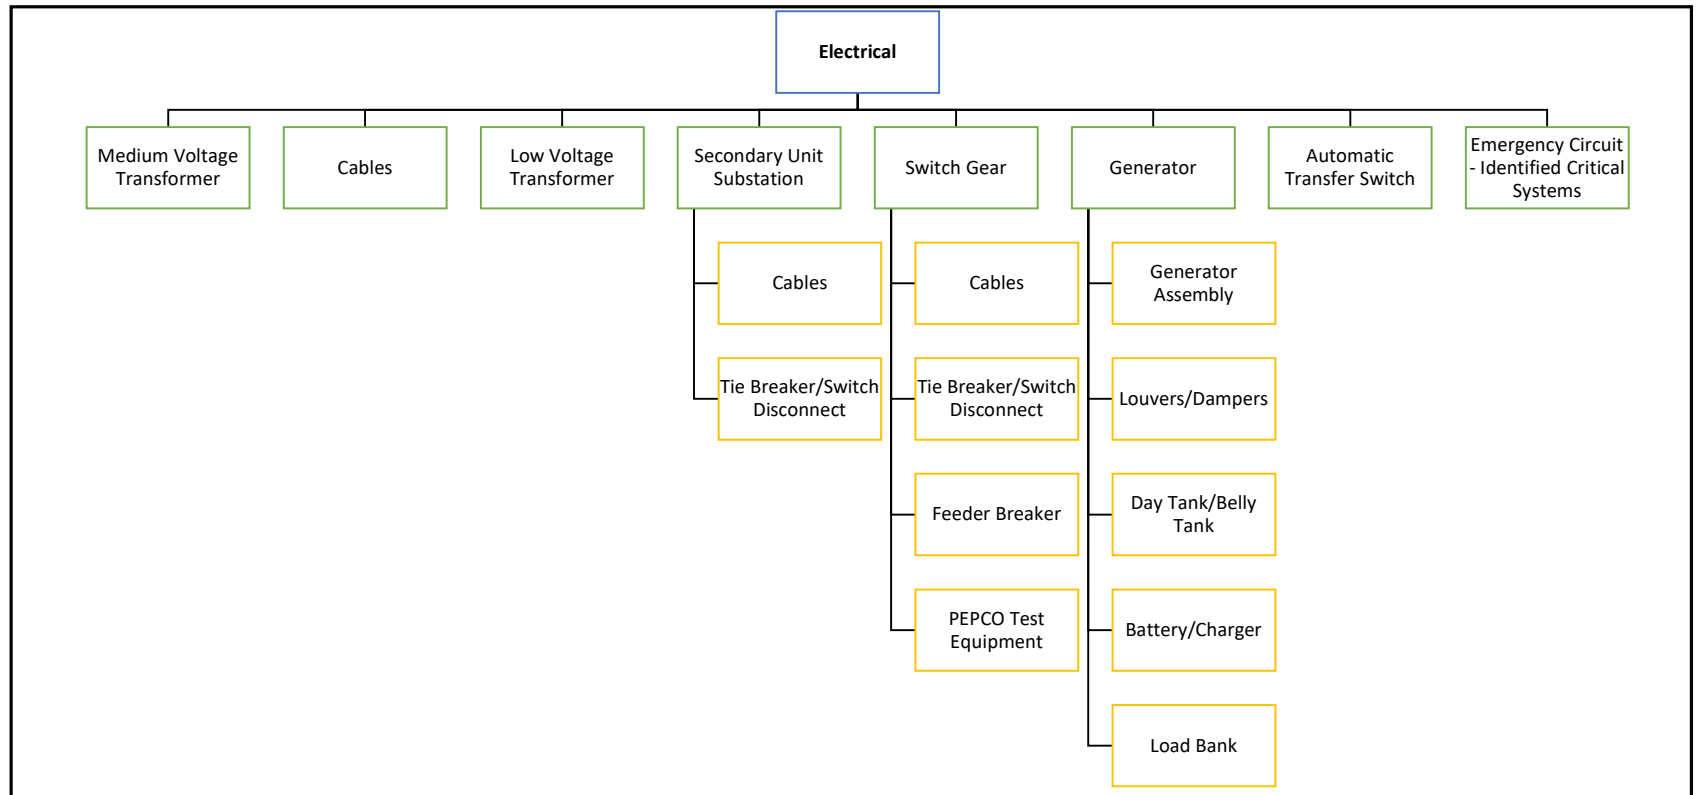 Electrical
Medium Voltage
Transformer
Cables
Low Voltage
Transformer
Secondary Unit
Substation
Switch Gear
Generator
Automatic
Transfer Switch
Emergency Circuit
- Identified Critical
Systems
Cables
Tie Breaker/Switch
Disconnect
Cables
Tie Breaker/Switch
Disconnect
Feeder Breaker
PEPCO Test
Equipment
Generator
Assembly
Louvers/Dampers
Day Tank/Belly
Tank
Battery/Charger
Load Bank